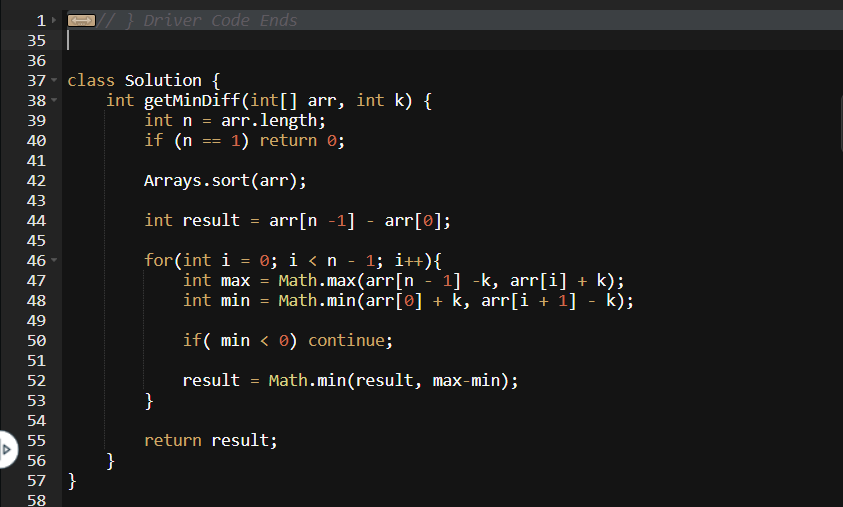 1 // } Driver Code Ends
35
36
37 class Solution {
38     int getMinDiff(int[] arr, int k) {
39         int n = arr.length;
40         if (n == 1) return 0;
41
42         Arrays.sort(arr);
43
44         int result = arr[n -1] - arr[0];
45
46         for(int i = 0; i < n - 1; i++){
47             int max = Math.max(arr[n - 1] -k, arr[i] + k);
48             int min = Math.min(arr[0] + k, arr[i + 1] - k);
49
50             if( min < 0) continue;
51
52             result = Math.min(result, max-min);
53         }
54
55         return result;
56     }
57 }
58